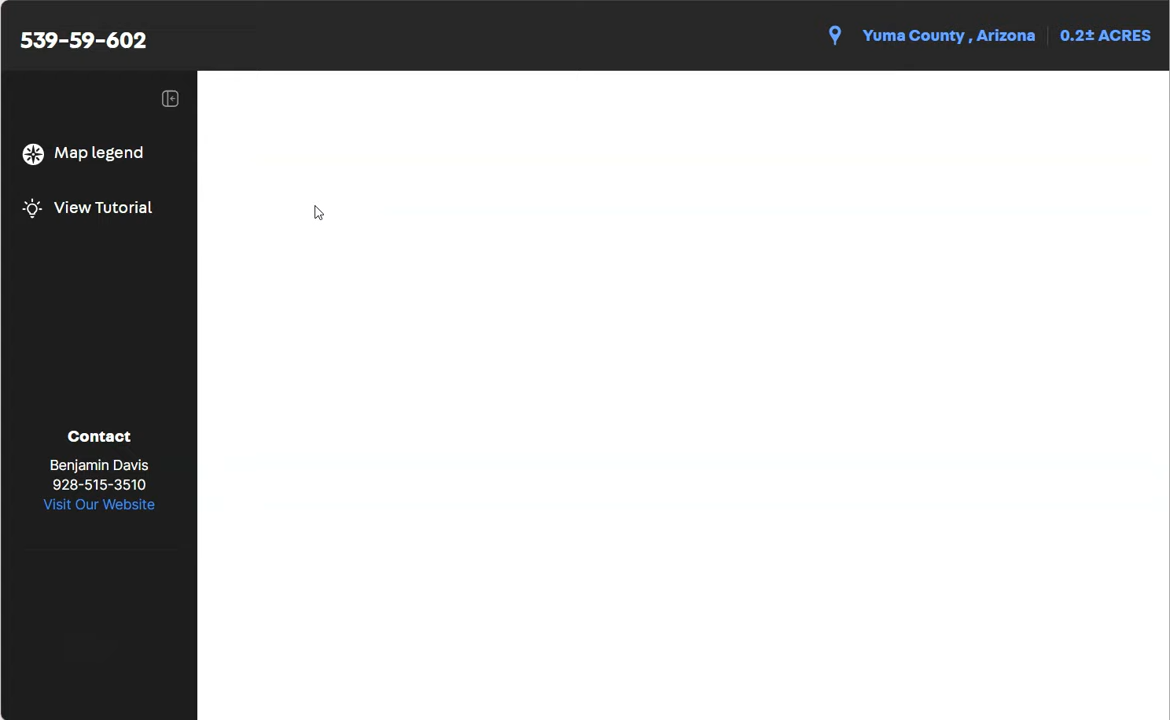 539-59-602
Yuma County , Arizona
0.2± ACRES
Map legend
View Tutorial
Contact
Benjamin Davis
928-515-3510
Visit Our Website